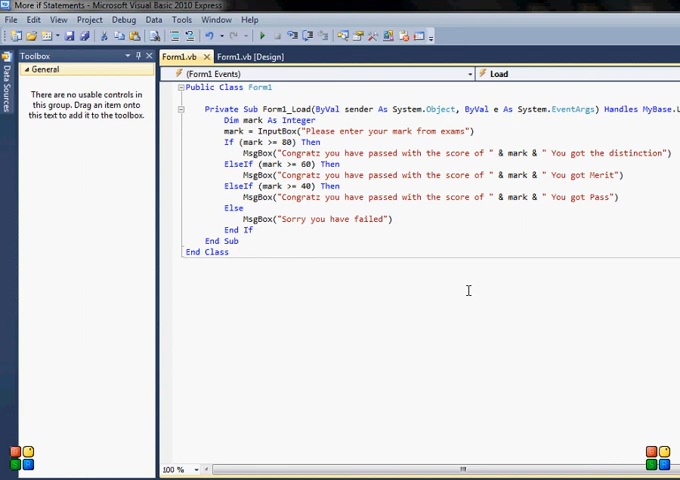 More if Statements - Microsoft Visual Basic 2010 Express
File Edit View Project Debug Data Tools Window Help
Toolbox
Form1.vb Form1.vb [Design]
General
(Form1 Events) Load
Data Sources
There are no usable controls in
this group. Drag an item onto
this text to add it to the toolbox.
Public Class Form1
Private Sub Form1_Load(ByVal sender As System.Object, ByVal e As System.EventArgs) Handles MyBase.L
Dim mark As Integer
mark = InputBox("Please enter your mark from exams")
If (mark >= 80) Then
MsgBox("Congratz you have passed with the score of " & mark & " You got the distinction")
ElseIf (mark >= 60) Then
MsgBox("Congratz you have passed with the score of " & mark & " You got Merit")
ElseIf (mark >= 40) Then
MsgBox("Congratz you have passed with the score of " & mark & " You got Pass")
Else
MsgBox("Sorry you have failed")
End If
End Sub
End Class
100 %